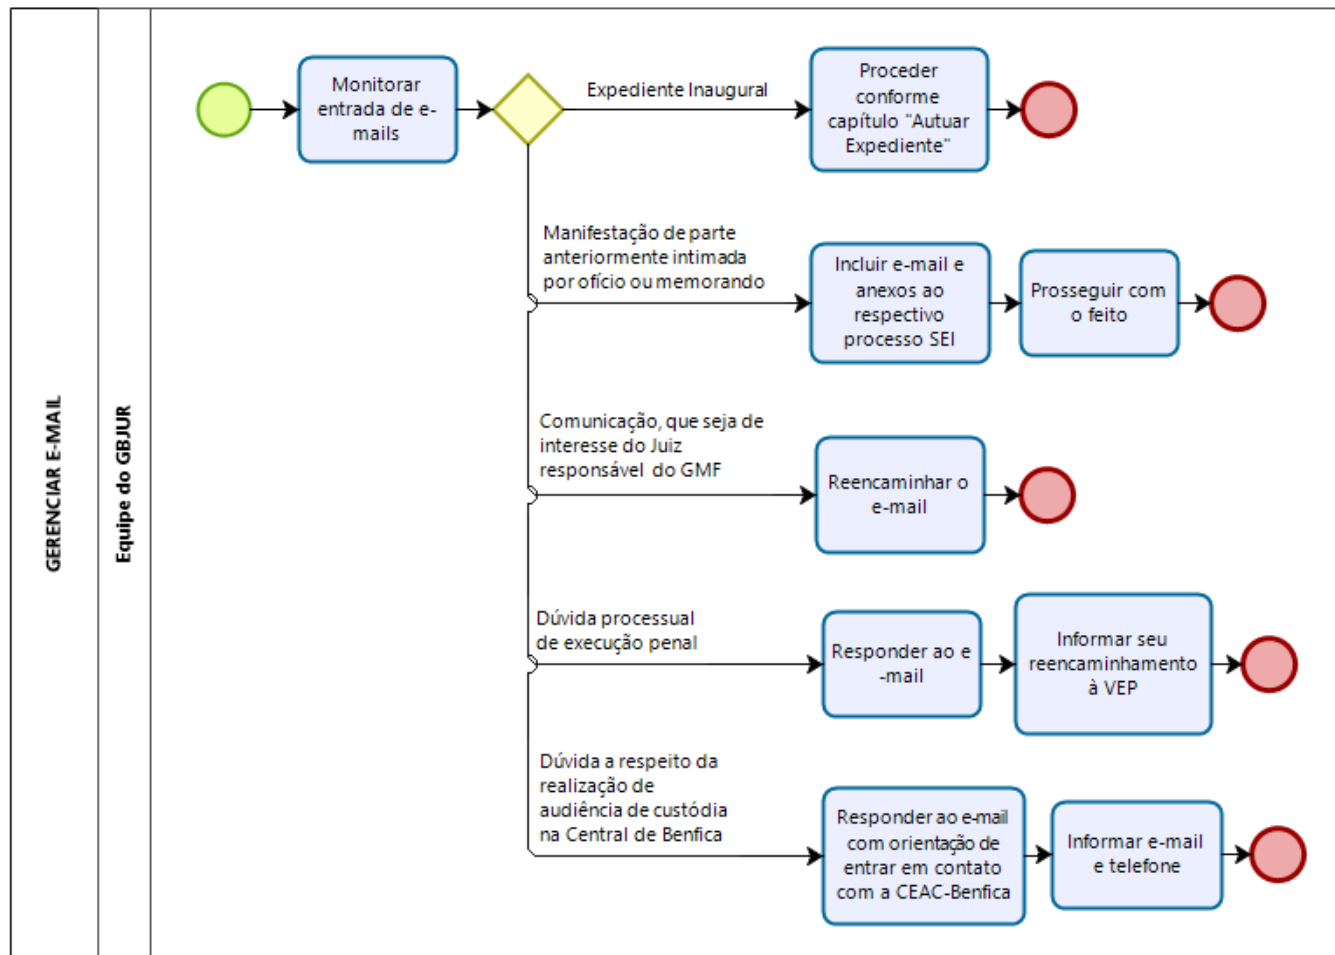 GERENCIAR E-MAIL
Equipe do GBJUR
Monitorar
entrada de e-
mails
Expediente Inaugural
Proceder
conforme
capítulo "Autuar
Expediente"
Manifestação de parte
anteriormente intimada
por ofício ou memorando
Incluir e-mail e
anexos ao
respectivo
processo SEI
Prosseguir com
o feito
Comunicação, que seja de
interesse do Juiz
responsável do GMF
Reencaminhar o
e-mail
Dúvida processual
de execução penal
Responder ao e
-mail
Informar seu
reencaminhamento
à VEP
Dúvida a respeito da
realização de
audiência de custódia
na Central de Benfica
Responder ao e-mail
com orientação de
entrar em contato
com a CEAC-Benfica
Informar e-mail
e telefone